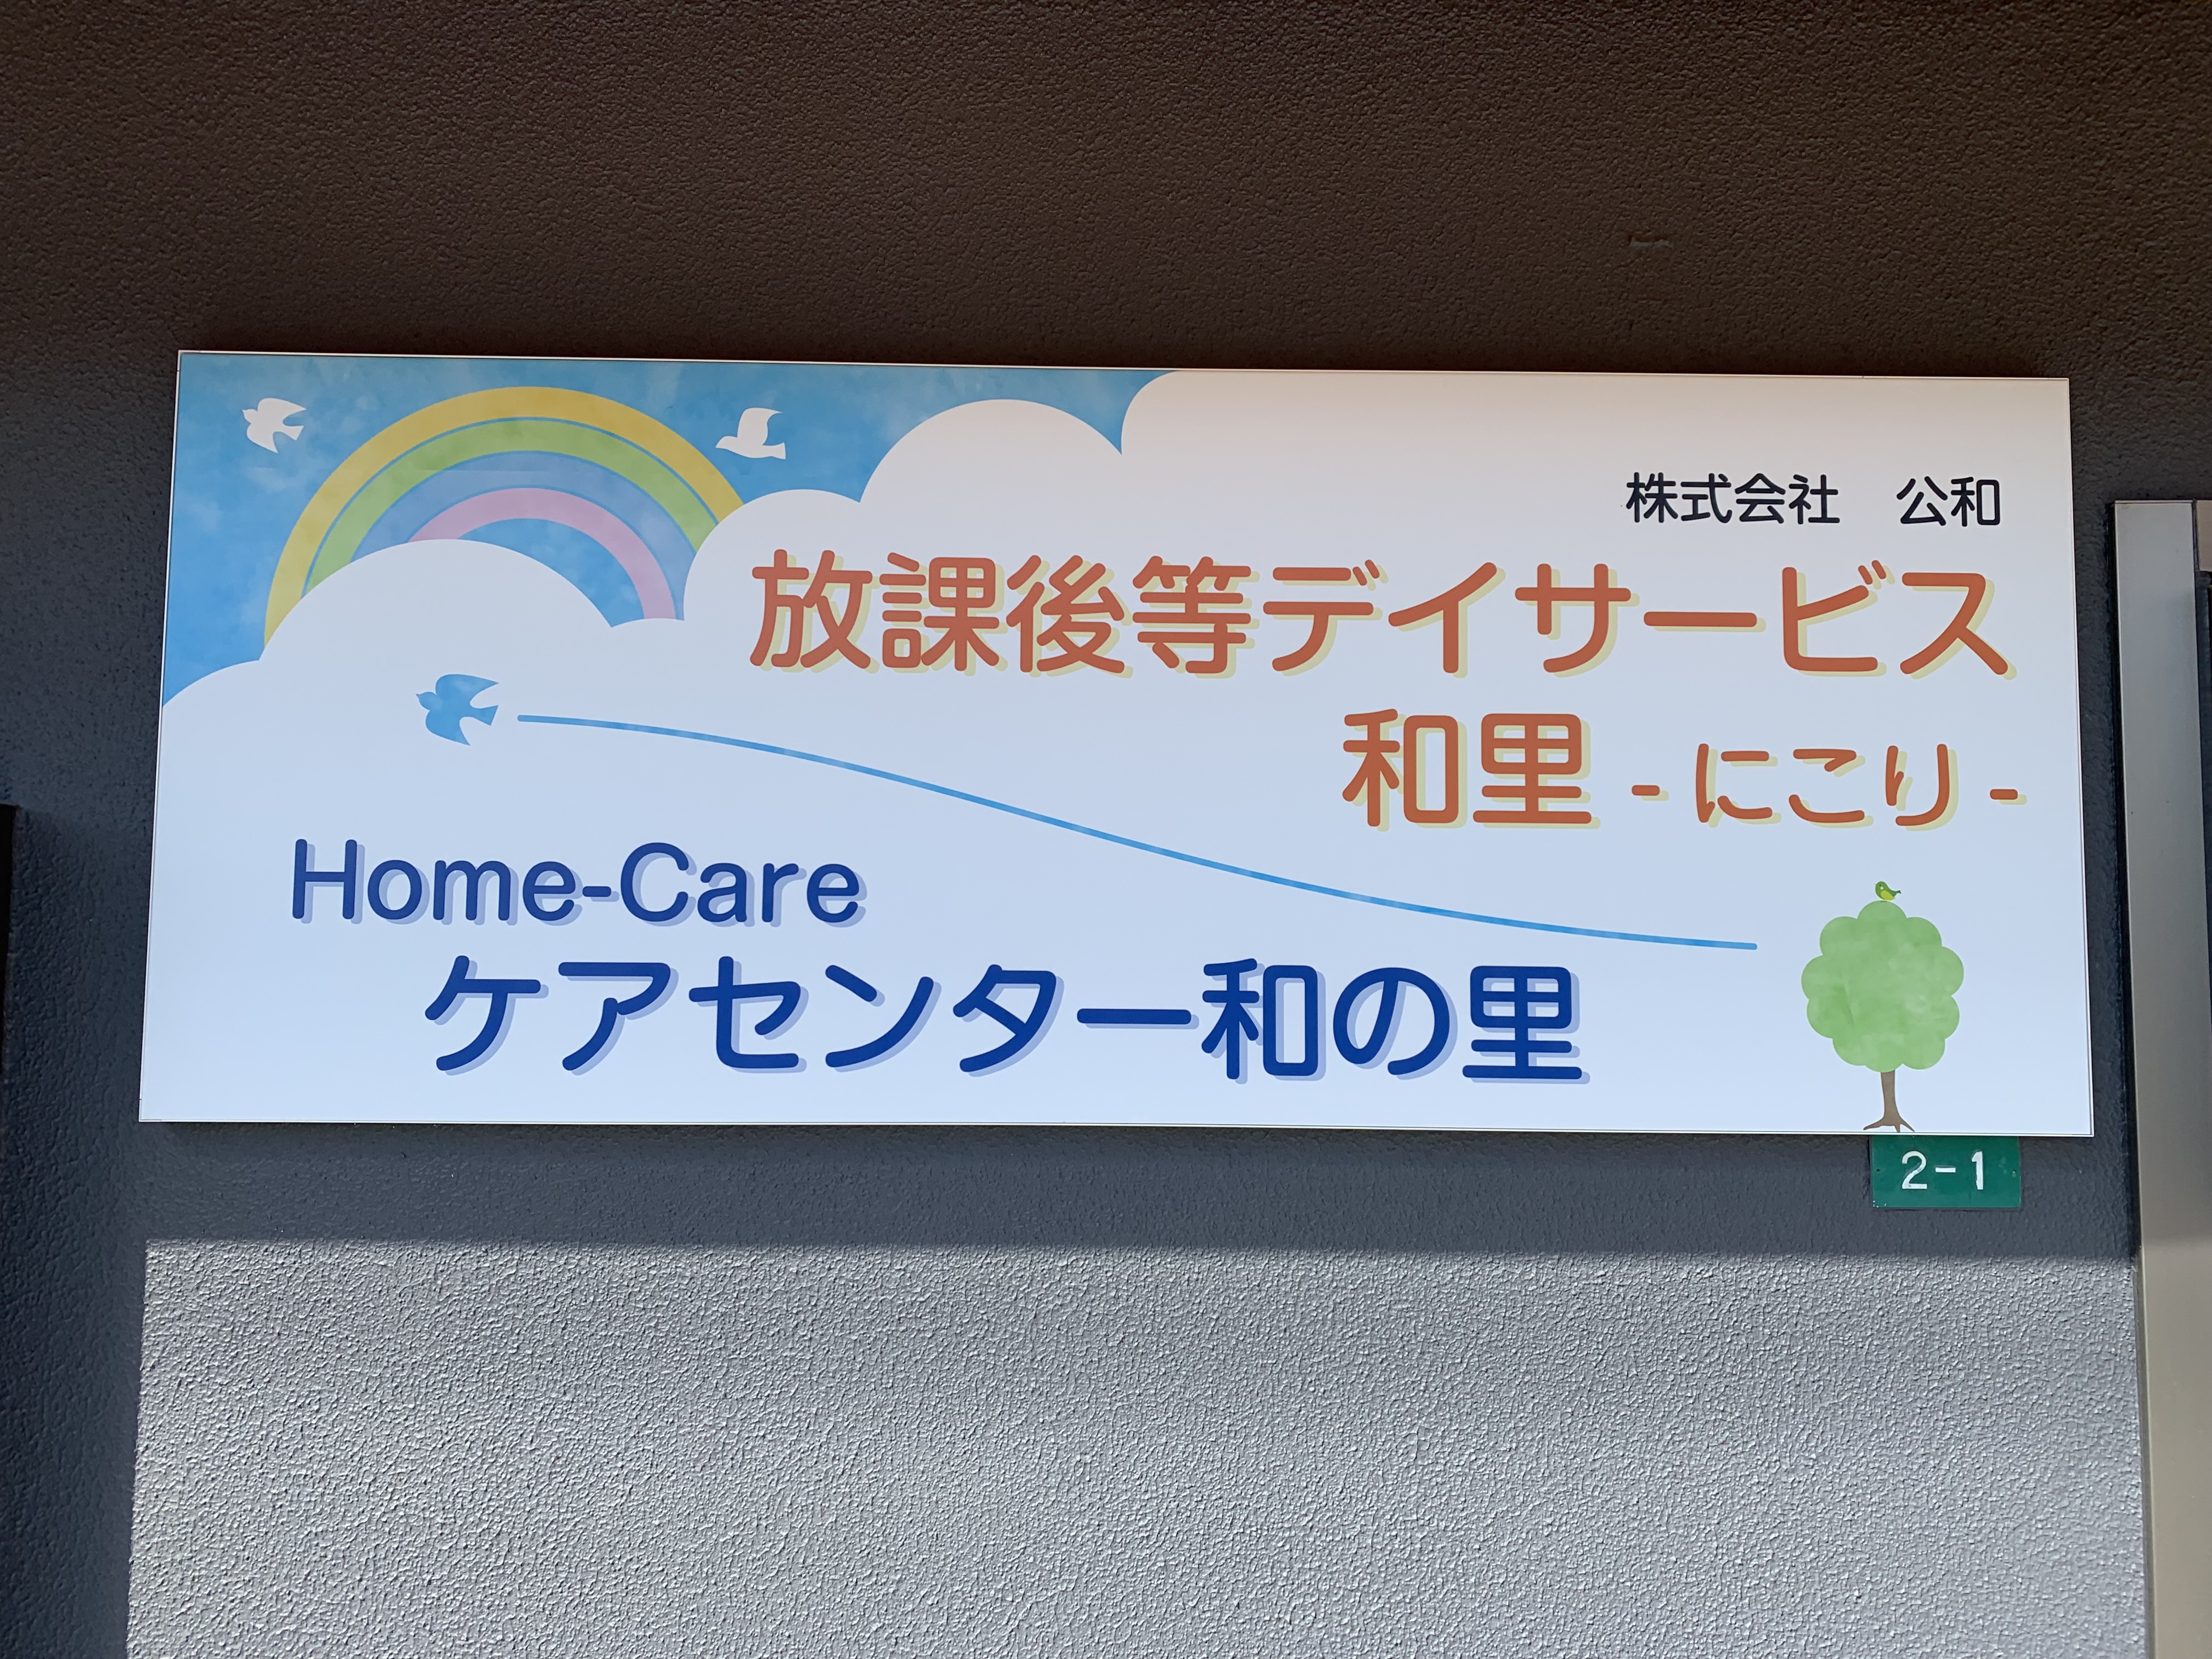 株式会社　公和
放課後等デイサービス
和里 - にこり -
Home-Care
ケアセンター和の里
2-1